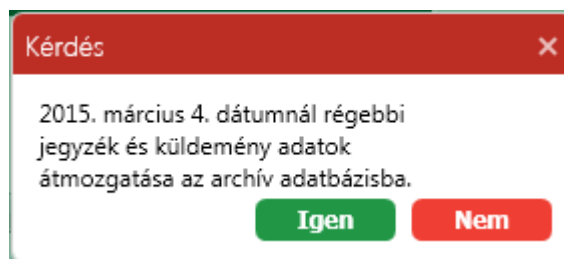 Kérdés
2015. március 4. dátumnál régebbi
jegyzék és küldemény adatok
átmozgatása az archív adatbázisba.
Igen
Nem